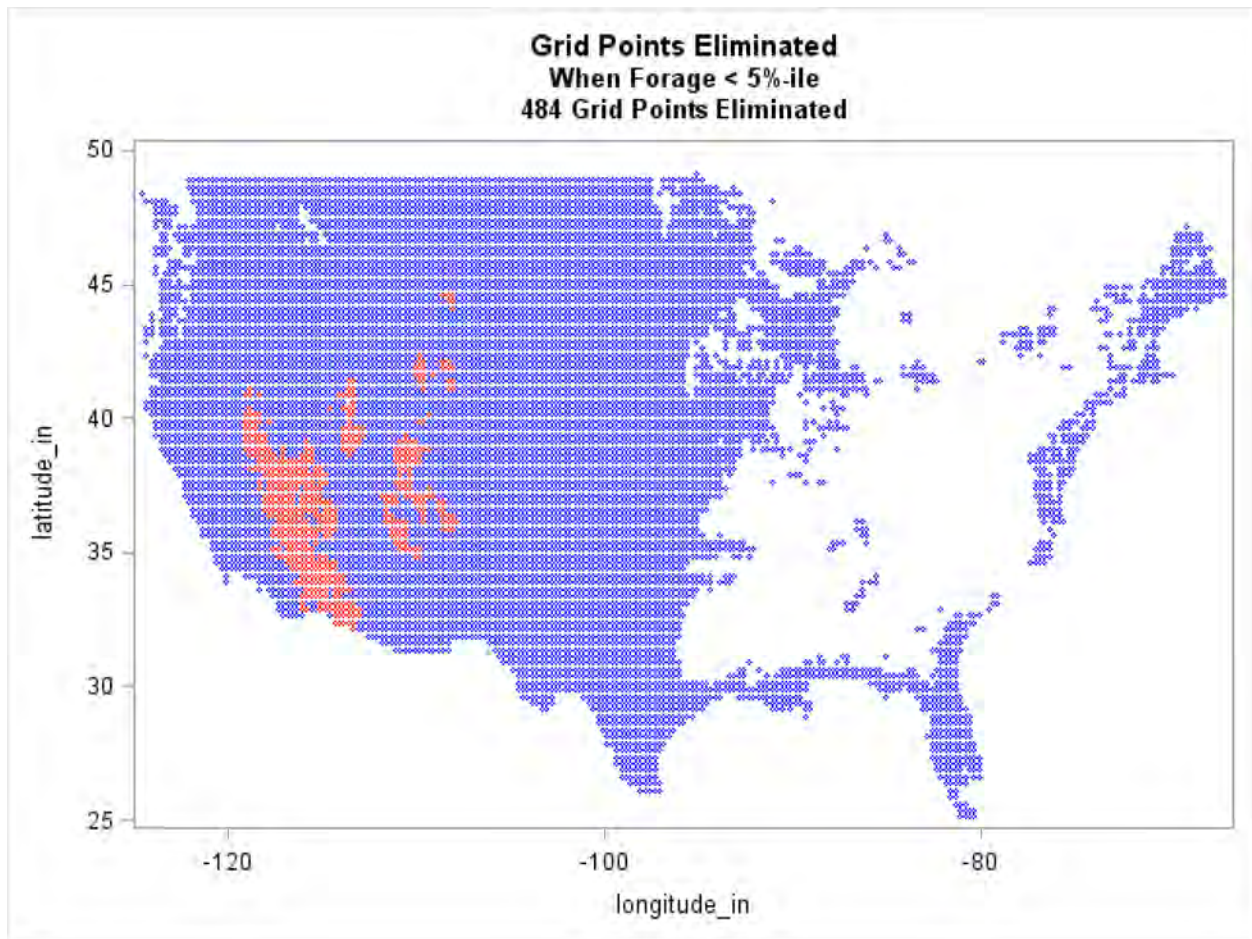 Grid Points Eliminated
When Forage < 5%-ile
484 Grid Points Eliminated
50
45
40
35
30
25
latitude_in
-120 -100 -80
longitude_in